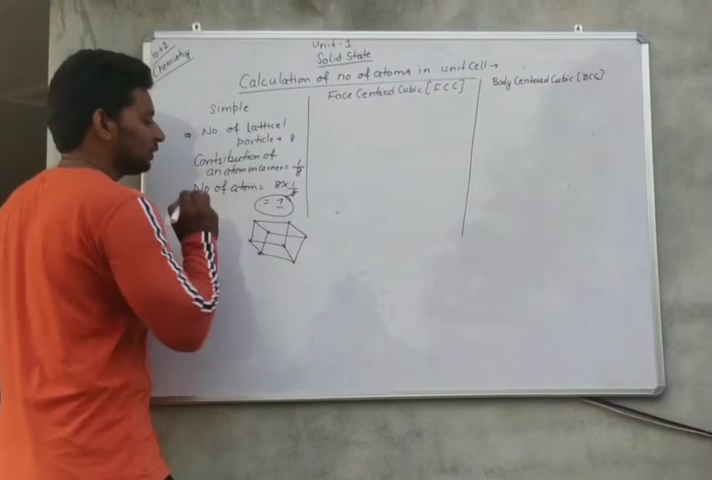 10+2
Chemistry
Unit-1
Solid State
Calculation of no of atoms in unit Cell →
Simple
No of lattical
particle → 8
Contribution of
an atom on corner = 1/8
No of atom = 8 × 1/8
= 1
Face Centred Cubic [FCC]
Body Centered Cubic [BCC]